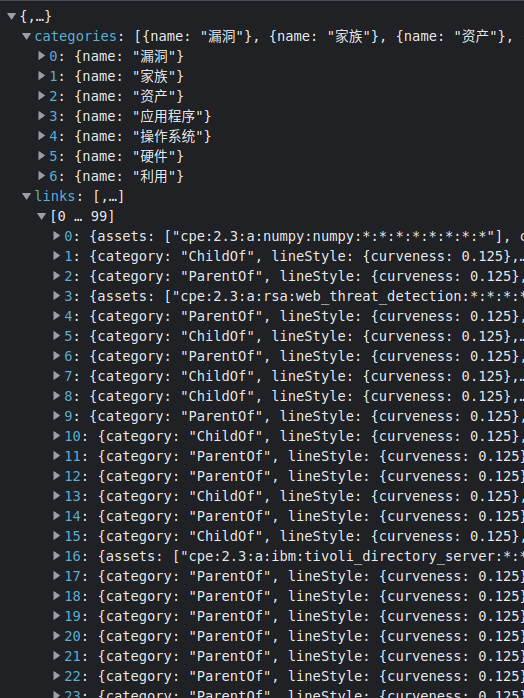 {,…}
categories: [{name: "漏洞"}, {name: "家族"}, {name: "资产"},
0: {name: "漏洞"}
1: {name: "家族"}
2: {name: "资产"}
3: {name: "应用程序"}
4: {name: "操作系统"}
5: {name: "硬件"}
6: {name: "利用"}
links: [,…]
[0 … 99]
0: {assets: ["cpe:2.3:a:numpy:numpy:*:*:*:*:*:*:*:*"], c
1: {category: "ChildOf", lineStyle: {curveness: 0.125},…
2: {category: "ParentOf", lineStyle: {curveness: 0.125}
3: {assets: ["cpe:2.3:a:rsa:web_threat_detection:*:*:*:*
4: {category: "ParentOf", lineStyle: {curveness: 0.125}
5: {category: "ChildOf", lineStyle: {curveness: 0.125},…
6: {category: "ParentOf", lineStyle: {curveness: 0.125}
7: {category: "ChildOf", lineStyle: {curveness: 0.125},…
8: {category: "ChildOf", lineStyle: {curveness: 0.125},…
9: {category: "ParentOf", lineStyle: {curveness: 0.125}
10: {category: "ChildOf", lineStyle: {curveness: 0.125},
11: {category: "ParentOf", lineStyle: {curveness: 0.125}
12: {category: "ParentOf", lineStyle: {curveness: 0.125}
13: {category: "ChildOf", lineStyle: {curveness: 0.125},
14: {category: "ParentOf", lineStyle: {curveness: 0.125}
15: {category: "ChildOf", lineStyle: {curveness: 0.125},
16: {assets: ["cpe:2.3:a:ibm:tivoli_directory_server:*:*
17: {category: "ParentOf", lineStyle: {curveness: 0.125}
18: {category: "ParentOf", lineStyle: {curveness: 0.125}
19: {category: "ParentOf", lineStyle: {curveness: 0.125}
20: {category: "ParentOf", lineStyle: {curveness: 0.125}
21: {category: "ParentOf", lineStyle: {curveness: 0.125}
22: {category: "ParentOf", lineStyle: {curveness: 0.125}
23: {category: "ParentOf", lineStyle: {curveness: 0.125}